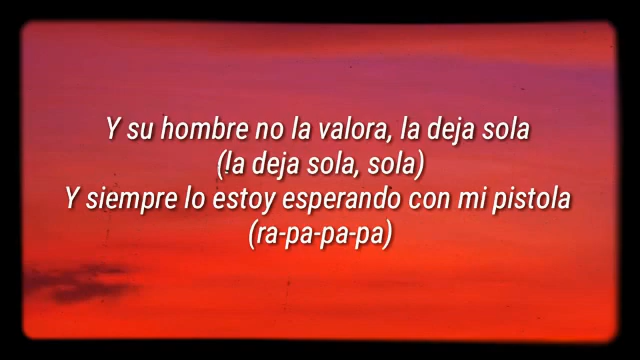 Y su hombre no la valora, la deja sola
(la deja sola, sola)
Y siempre lo estoy esperando con mi pistola
(ra-pa-pa-pa)